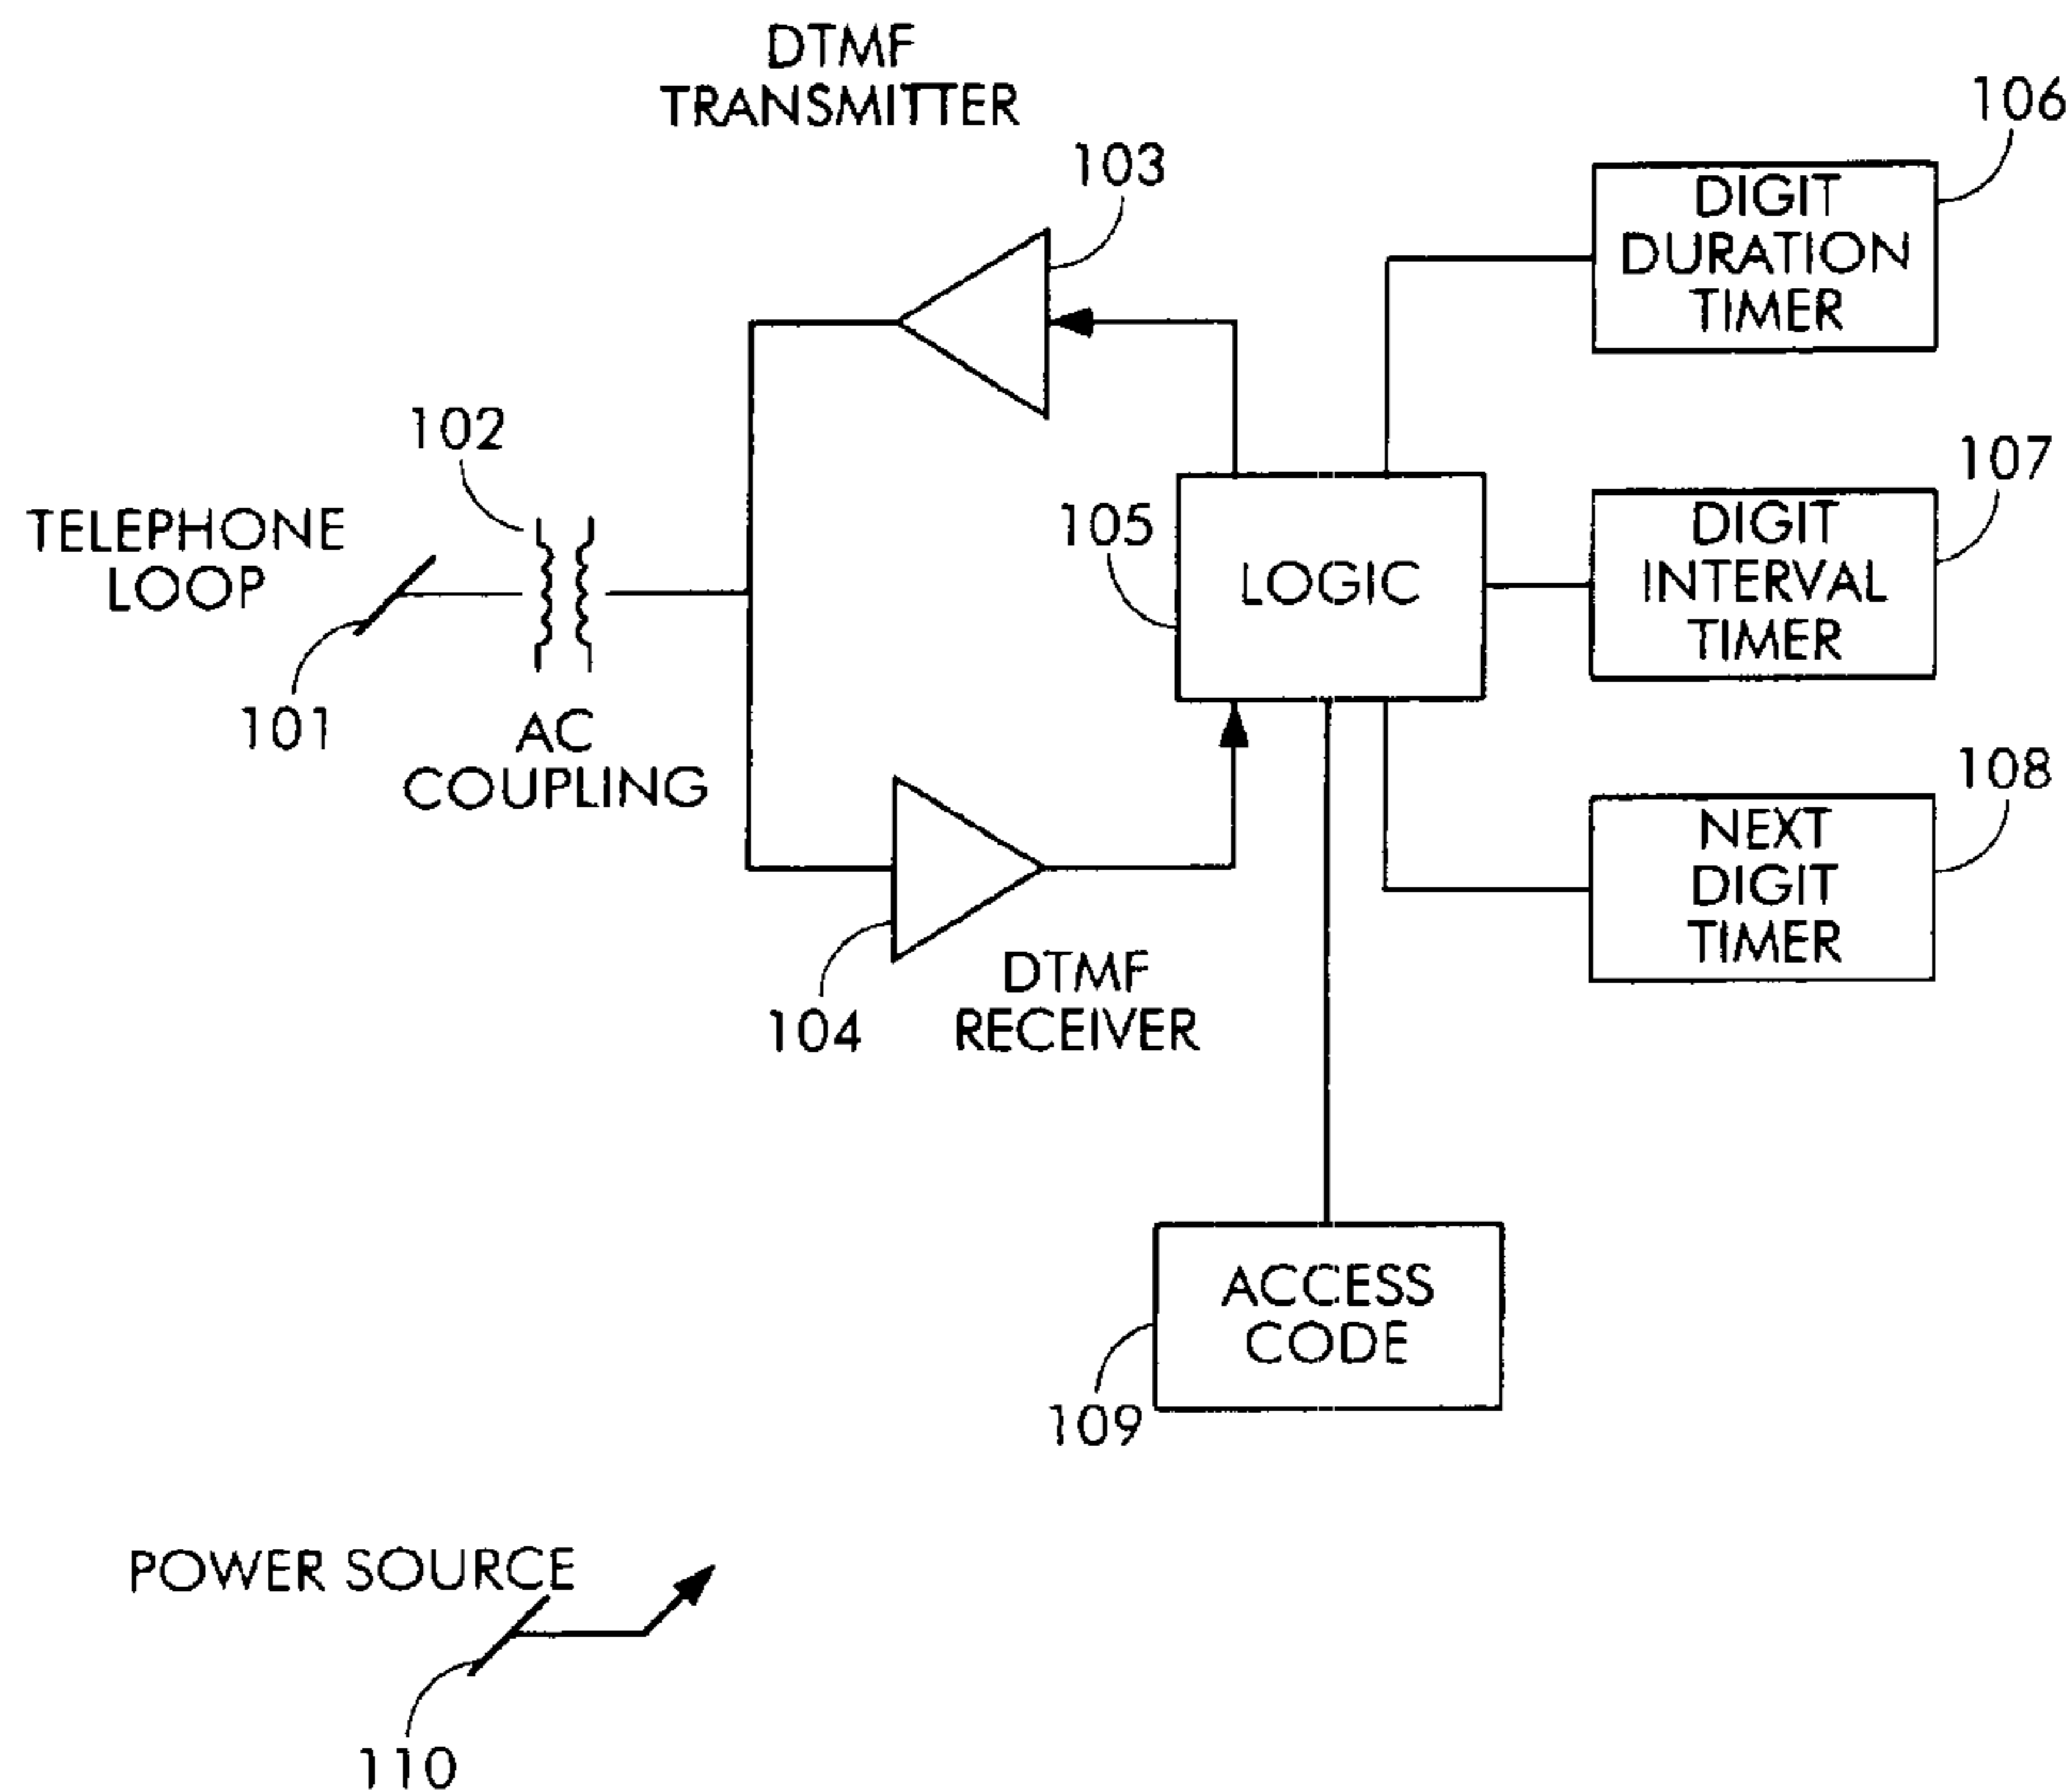 DTMF
TRANSMITTER
103
106
DIGIT
DURATION
TIMER
102
TELEPHONE
LOOP
101
AC
COUPLING
105
LOGIC
107
DIGIT
INTERVAL
TIMER
108
NEXT
DIGIT
TIMER
104
DTMF
RECEIVER
ACCESS
CODE
109
POWER SOURCE
110